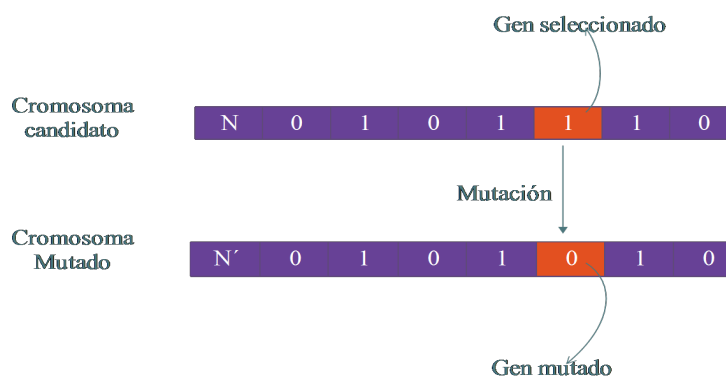 Gen seleccionado
Cromosoma
candidato
N 0 1 0 1 1 1 0
Mutación
Cromosoma
Mutado
N´ 0 1 0 1 0 1 0
Gen mutado